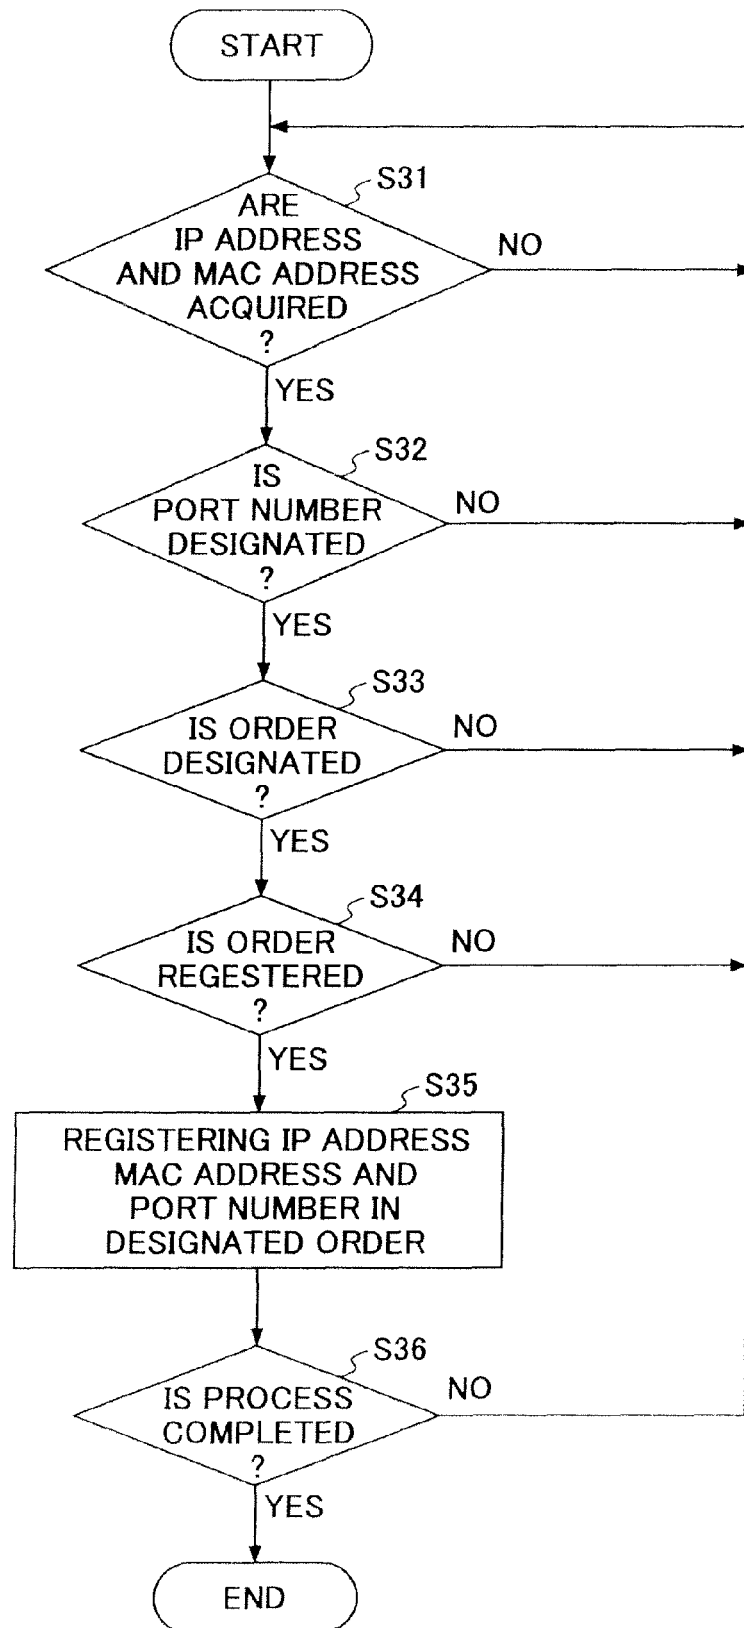 START
S31
ARE
IP ADDRESS
AND MAC ADDRESS
ACQUIRED
?
NO
YES
S32
IS
PORT NUMBER
DESIGNATED
?
NO
YES
S33
IS ORDER
DESIGNATED
?
NO
YES
S34
IS ORDER
REGESTERED
?
NO
YES
S35
REGISTERING IP ADDRESS
MAC ADDRESS AND
PORT NUMBER IN
DESIGNATED ORDER
S36
IS PROCESS
COMPLETED
?
NO
YES
END